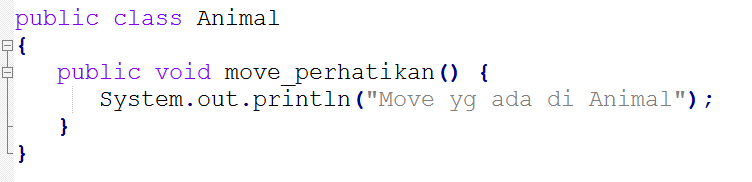 public class Animal
{
public void move_perhatikan() {
System.out.println("Move yg ada di Animal");
}
}